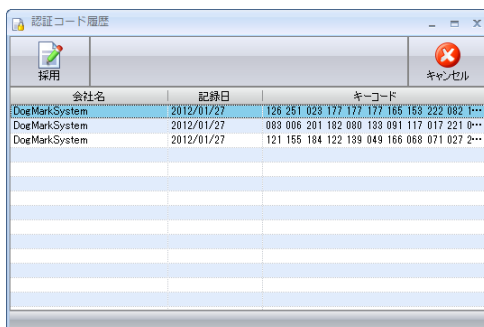 認証コード履歴
採用
キャンセル
会社名 記録日 キーコード
DogMarkSystem 2012/01/27 126 251 023 177 177 177 165 153 222 082 1…
DogMarkSystem 2012/01/27 083 006 201 182 080 133 091 117 017 221 0…
DogMarkSystem 2012/01/27 121 155 184 122 139 049 166 068 071 027 2…